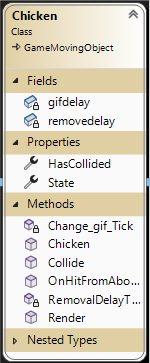 Chicken
Class
GameMovingObject
Fields
gifdelay
removedelay
Properties
HasCollided
State
Methods
Change_gif_Tick
Chicken
Collide
OnHitFromAbo...
RemovalDelayT...
Render
Nested Types